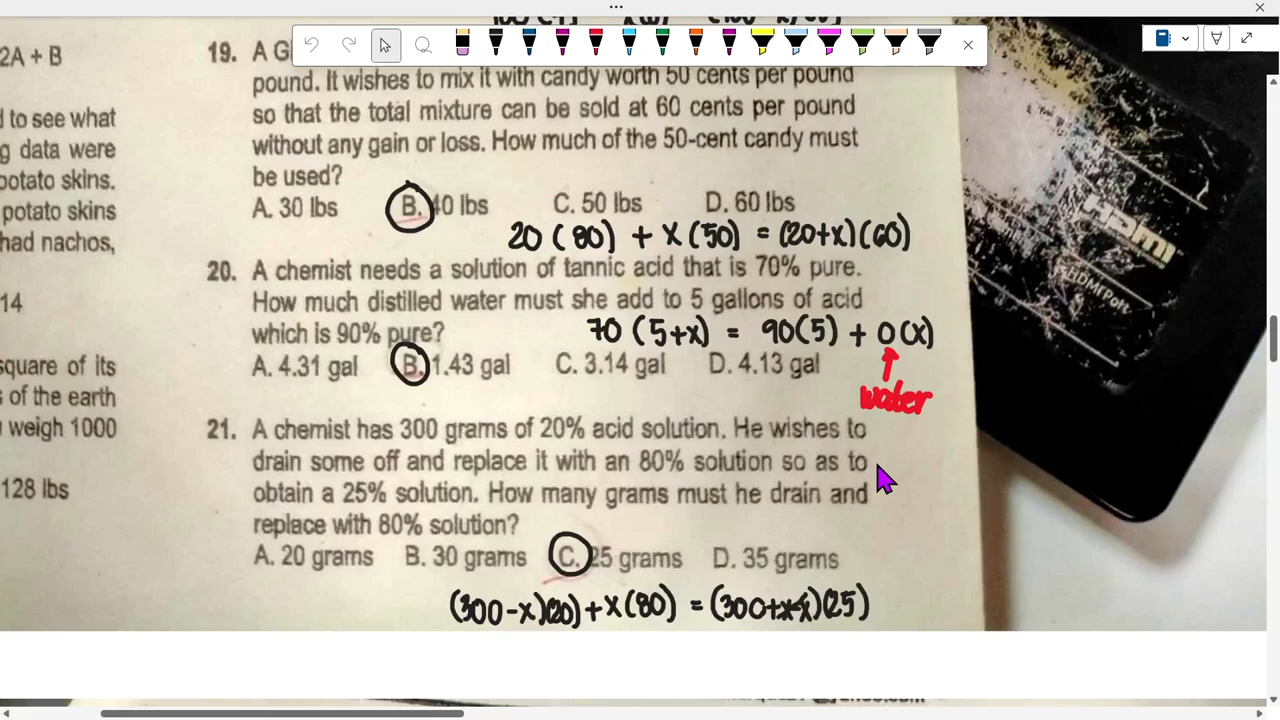 2A + B
to see what
data were
potato skins.
potato skins
had nachos,
14
square of its
of the earth
weigh 1000
128 lbs
19. A
pound. It wishes to mix it with candy worth 50 cents per pound
so that the total mixture can be sold at 60 cents per pound
without any gain or loss. How much of the 50-cent candy must
be used?
A. 30 lbs B. 40 lbs C. 50 lbs D. 60 lbs
20 (80) + x (50) = (20+x)(60)
20. A chemist needs a solution of tannic acid that is 70% pure.
How much distilled water must she add to 5 gallons of acid
which is 90% pure?
70 (5+x) = 90(5) + 0(x)
A. 4.31 gal B. 1.43 gal C. 3.14 gal D. 4.13 gal
water
21. A chemist has 300 grams of 20% acid solution. He wishes to
drain some off and replace it with an 80% solution so as to
obtain a 25% solution. How many grams must he drain and
replace with 80% solution?
A. 20 grams B. 30 grams C. 25 grams D. 35 grams
(300-x)(20)+x(80) = (300+x-x)(25)
HDMI
HDMI Port